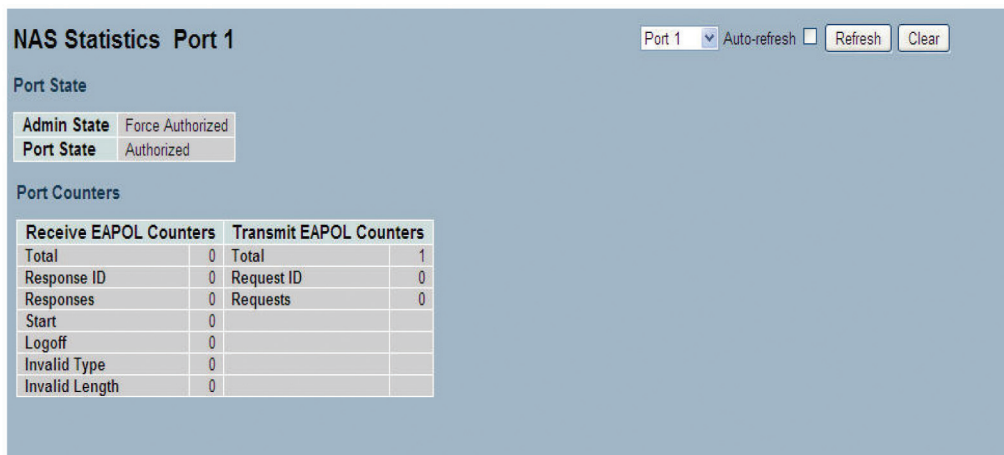 NAS Statistics Port 1
Port 1 Auto-refresh Refresh Clear
Port State
Admin State Force Authorized
Port State Authorized
Port Counters
Receive EAPOL Counters Transmit EAPOL Counters
Total 0 Total 1
Response ID 0 Request ID 0
Responses 0 Requests 0
Start 0
Logoff 0
Invalid Type 0
Invalid Length 0